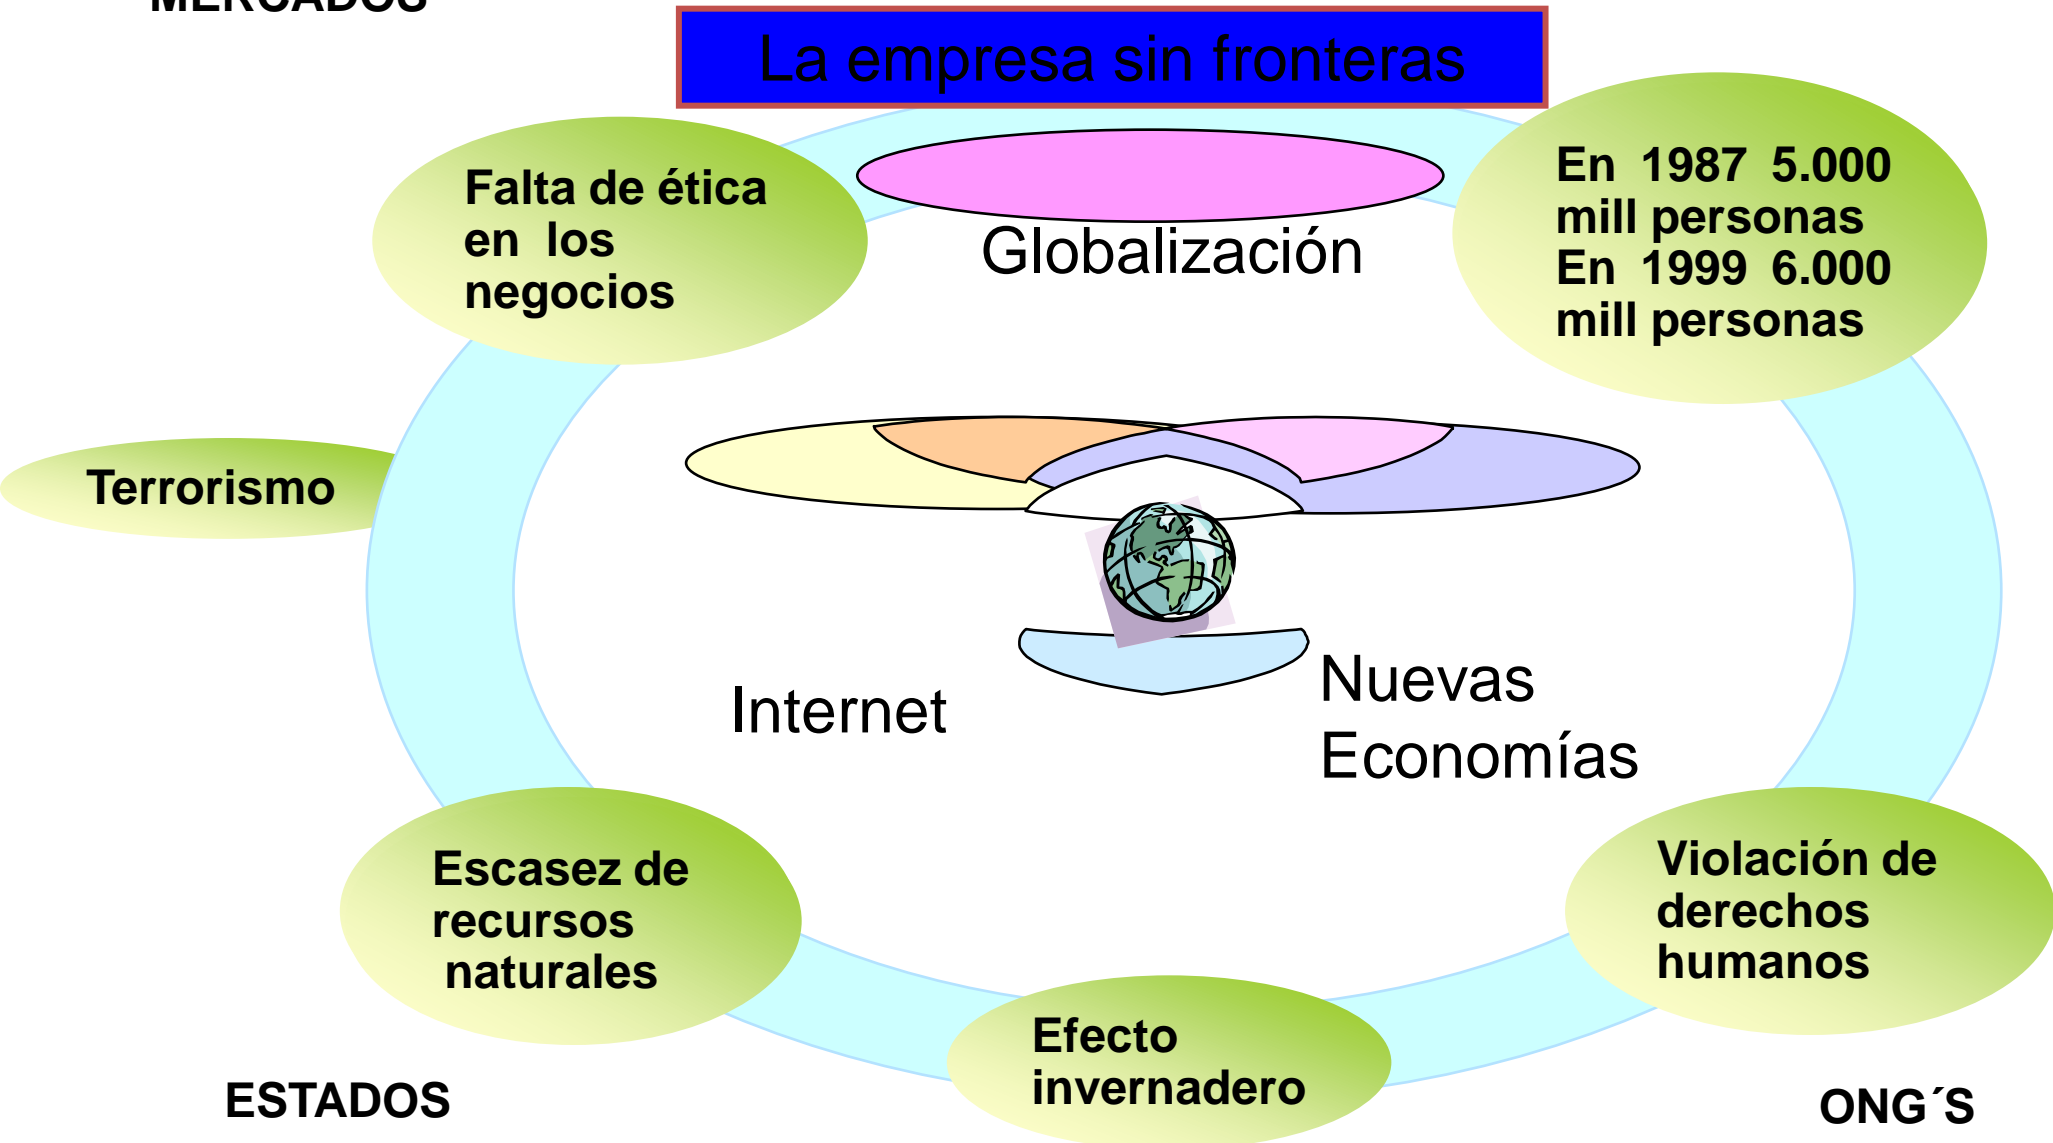 MERCADOS
La empresa sin fronteras
Falta de ética
en los
negocios
Globalización
En 1987 5.000
mill personas
En 1999 6.000
mill personas
Terrorismo
Internet
Nuevas
Economías
Escasez de
recursos
naturales
Violación de
derechos
humanos
Efecto
invernadero
ESTADOS
ONG´S